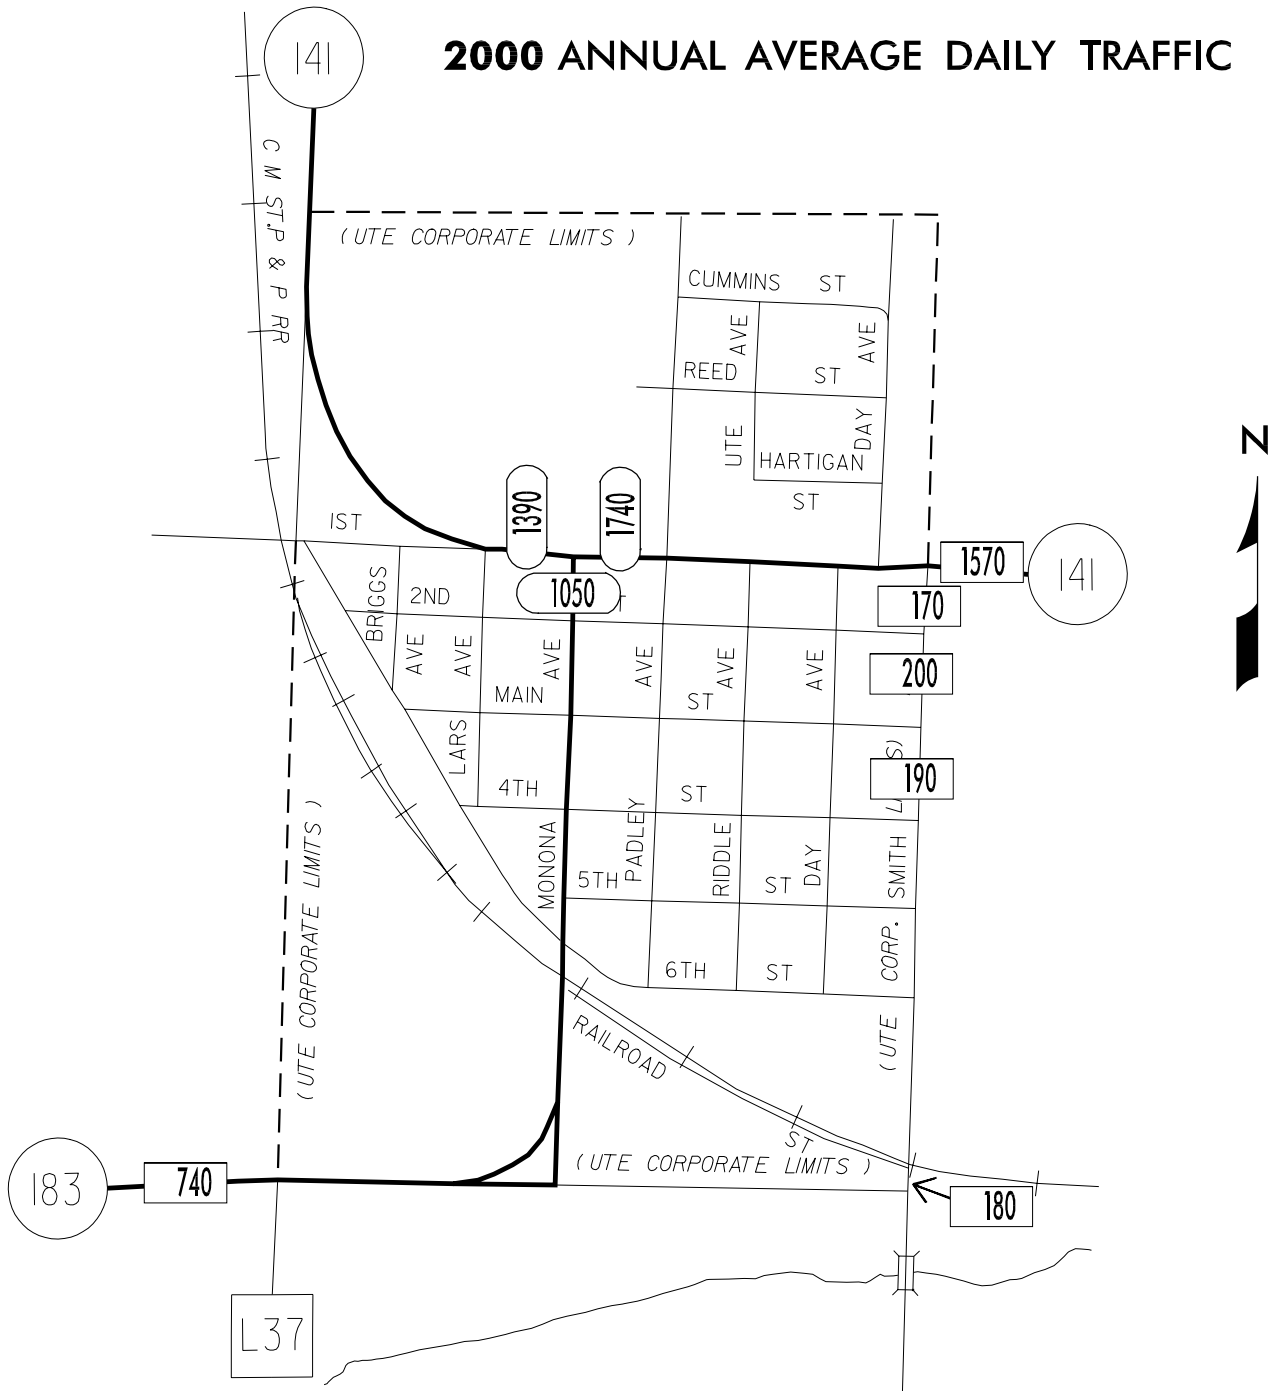 2000 ANNUAL AVERAGE DAILY TRAFFIC
141
C M ST.P & P RR
( UTE CORPORATE LIMITS )
CUMMINS ST
AVE
AVE
REED ST
UTE
DAY
HARTIGAN
ST
N
1ST
1390
1740
1570
141
1050
170
BRIGGS
2ND
AVE
AVE
AVE
AVE
AVE
AVE
200
MAIN ST
LARS
190
4TH ST
MONONA
PADLEY
RIDDLE
DAY
SMITH
5TH ST
( UTE CORPORATE LIMITS )
6TH ST
( UTE CORP.
RAILROAD
ST
( UTE CORPORATE LIMITS )
183
740
180
L37